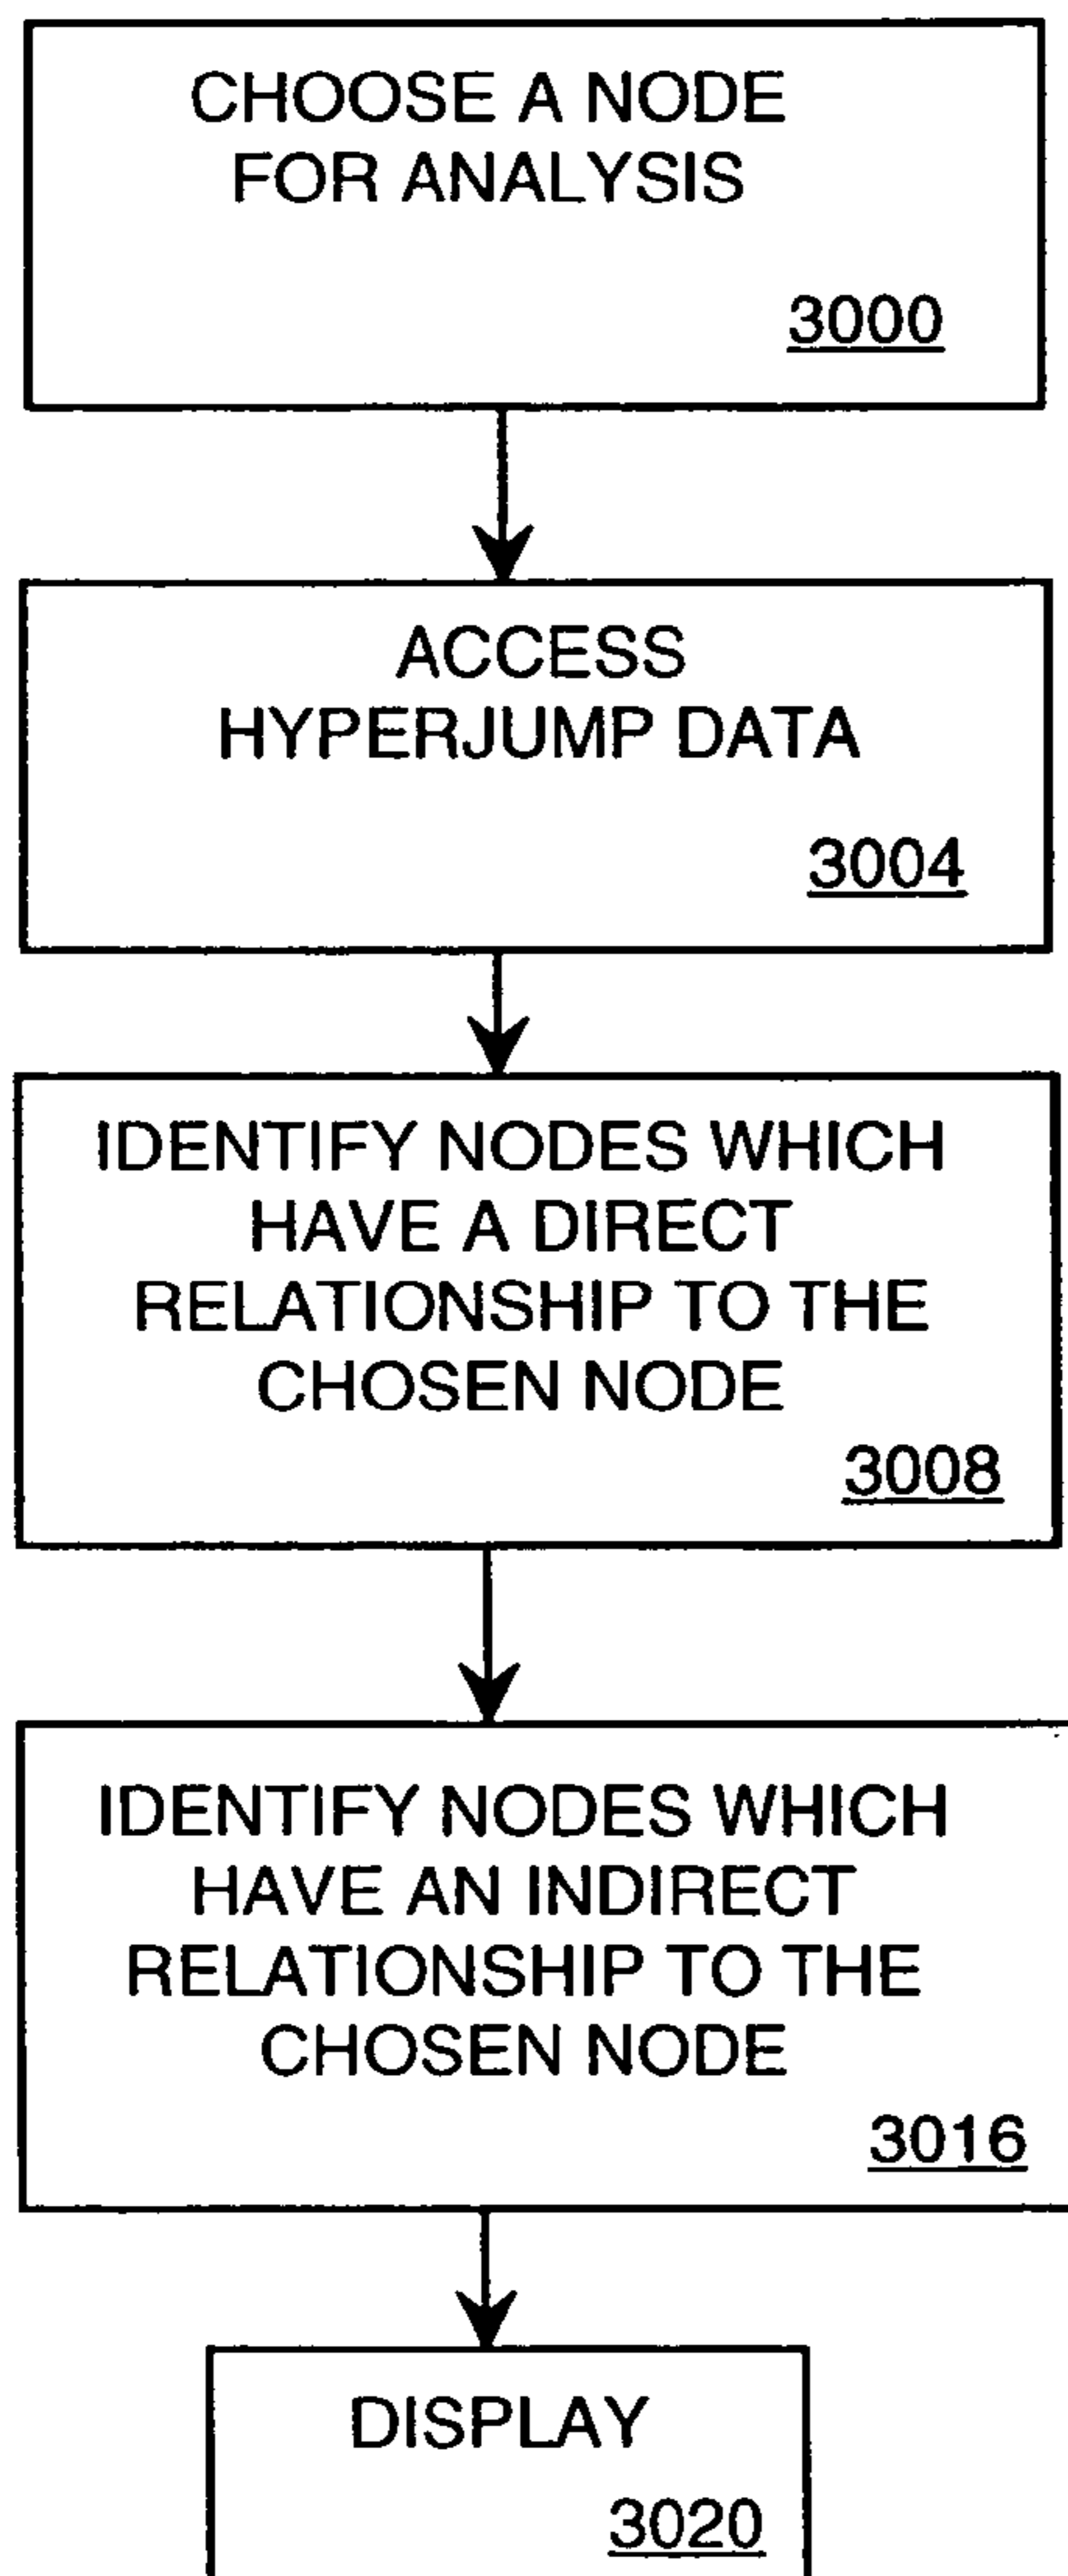 CHOOSE A NODE
FOR ANALYSIS
3000
ACCESS
HYPERJUMP DATA
3004
IDENTIFY NODES WHICH
HAVE A DIRECT
RELATIONSHIP TO THE
CHOSEN NODE
3008
IDENTIFY NODES WHICH
HAVE AN INDIRECT
RELATIONSHIP TO THE
CHOSEN NODE
3016
DISPLAY
3020